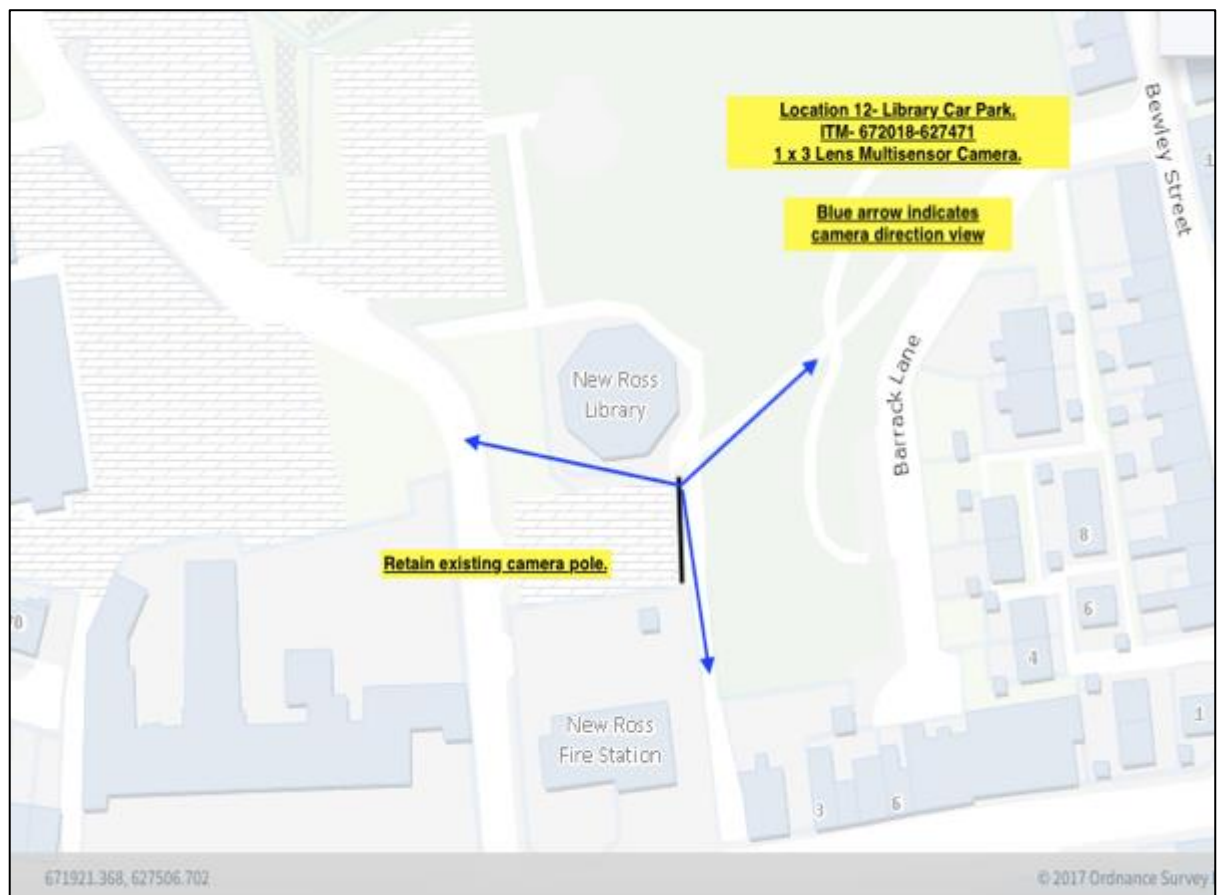 Location 12- Library Car Park.
ITM- 672018-627471
1 x 3 Lens Multisensor Camera.
Blue arrow indicates
camera direction view
Bewley Street
1
New Ross
Library
Barrack Lane
Retain existing camera pole.
8
6
4
New Ross
Fire Station
1
3
6
671921.368, 627506.702
© 2017 Ordnance Survey